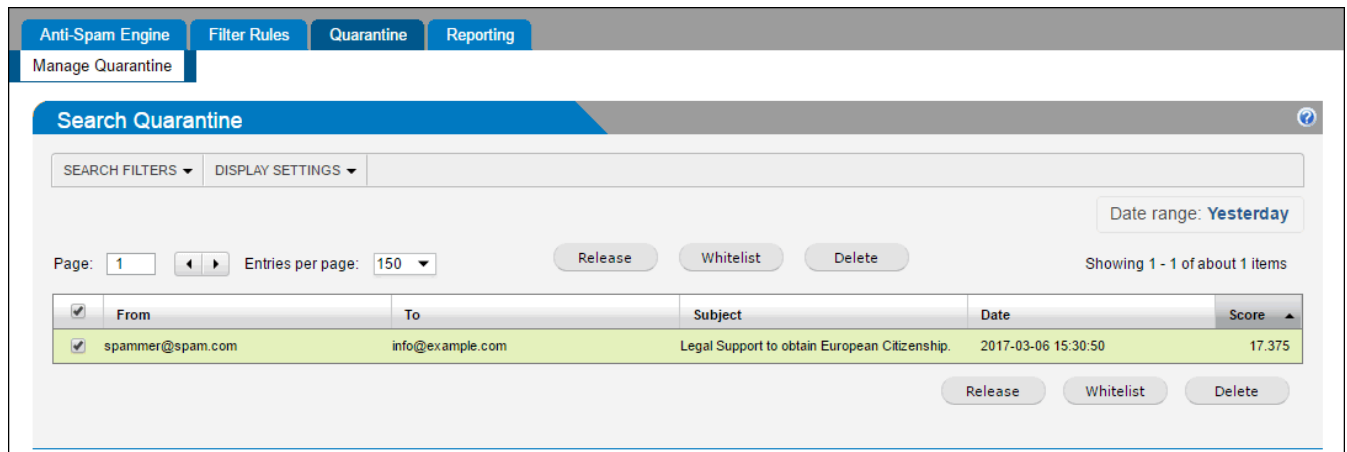 Anti-Spam Engine Filter Rules Quarantine Reporting
Manage Quarantine
Search Quarantine ?
SEARCH FILTERS DISPLAY SETTINGS
Date range: Yesterday
Page: 1 Entries per page: 150 Release Whitelist Delete Showing 1 - 1 of about 1 items
From To Subject Date Score
spammer@spam.com info@example.com Legal Support to obtain European Citizenship. 2017-03-06 15:30:50 17.375
Release Whitelist Delete